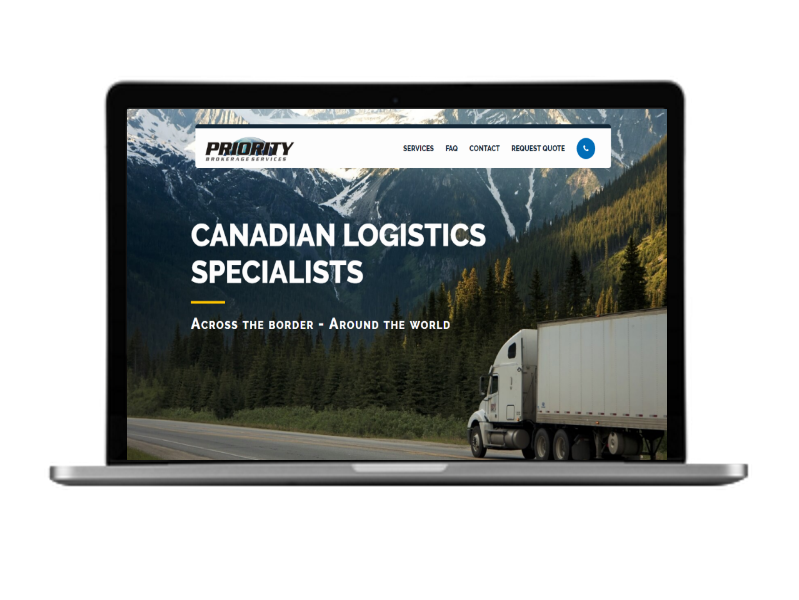 PRIORITY
BROKERAGE SERVICES
SERVICES FAQ CONTACT REQUEST QUOTE
CANADIAN LOGISTICS
SPECIALISTS
Across the border - Around the world